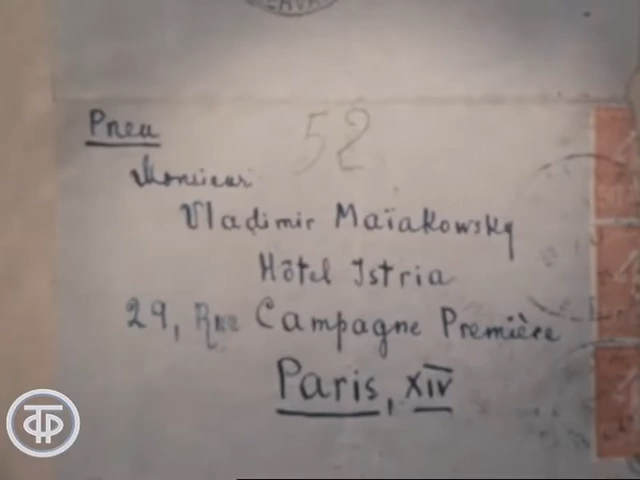 Pneu
52
Monsieur
Vladimir Maïakowsky
Hôtel Istria
29, Rue Campagne Première
Paris, XIV